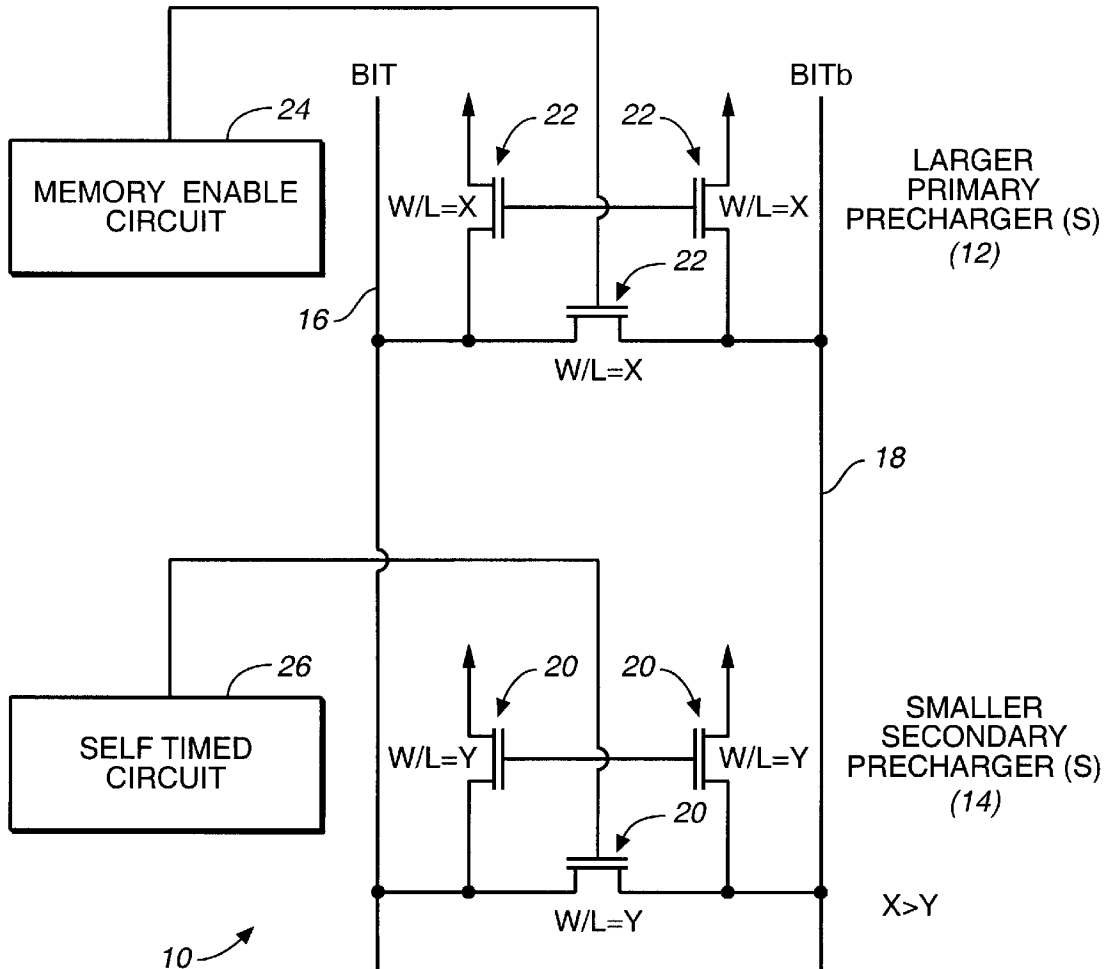 BIT
BITb
24
22
22
MEMORY ENABLE
CIRCUIT
W/L=X
W/L=X
LARGER
PRIMARY
PRECHARGER (S)
(12)
22
16
W/L=X
18
26
20
20
SELF TIMED
CIRCUIT
W/L=Y
W/L=Y
SMALLER
SECONDARY
PRECHARGER (S)
(14)
20
W/L=Y
X>Y
10